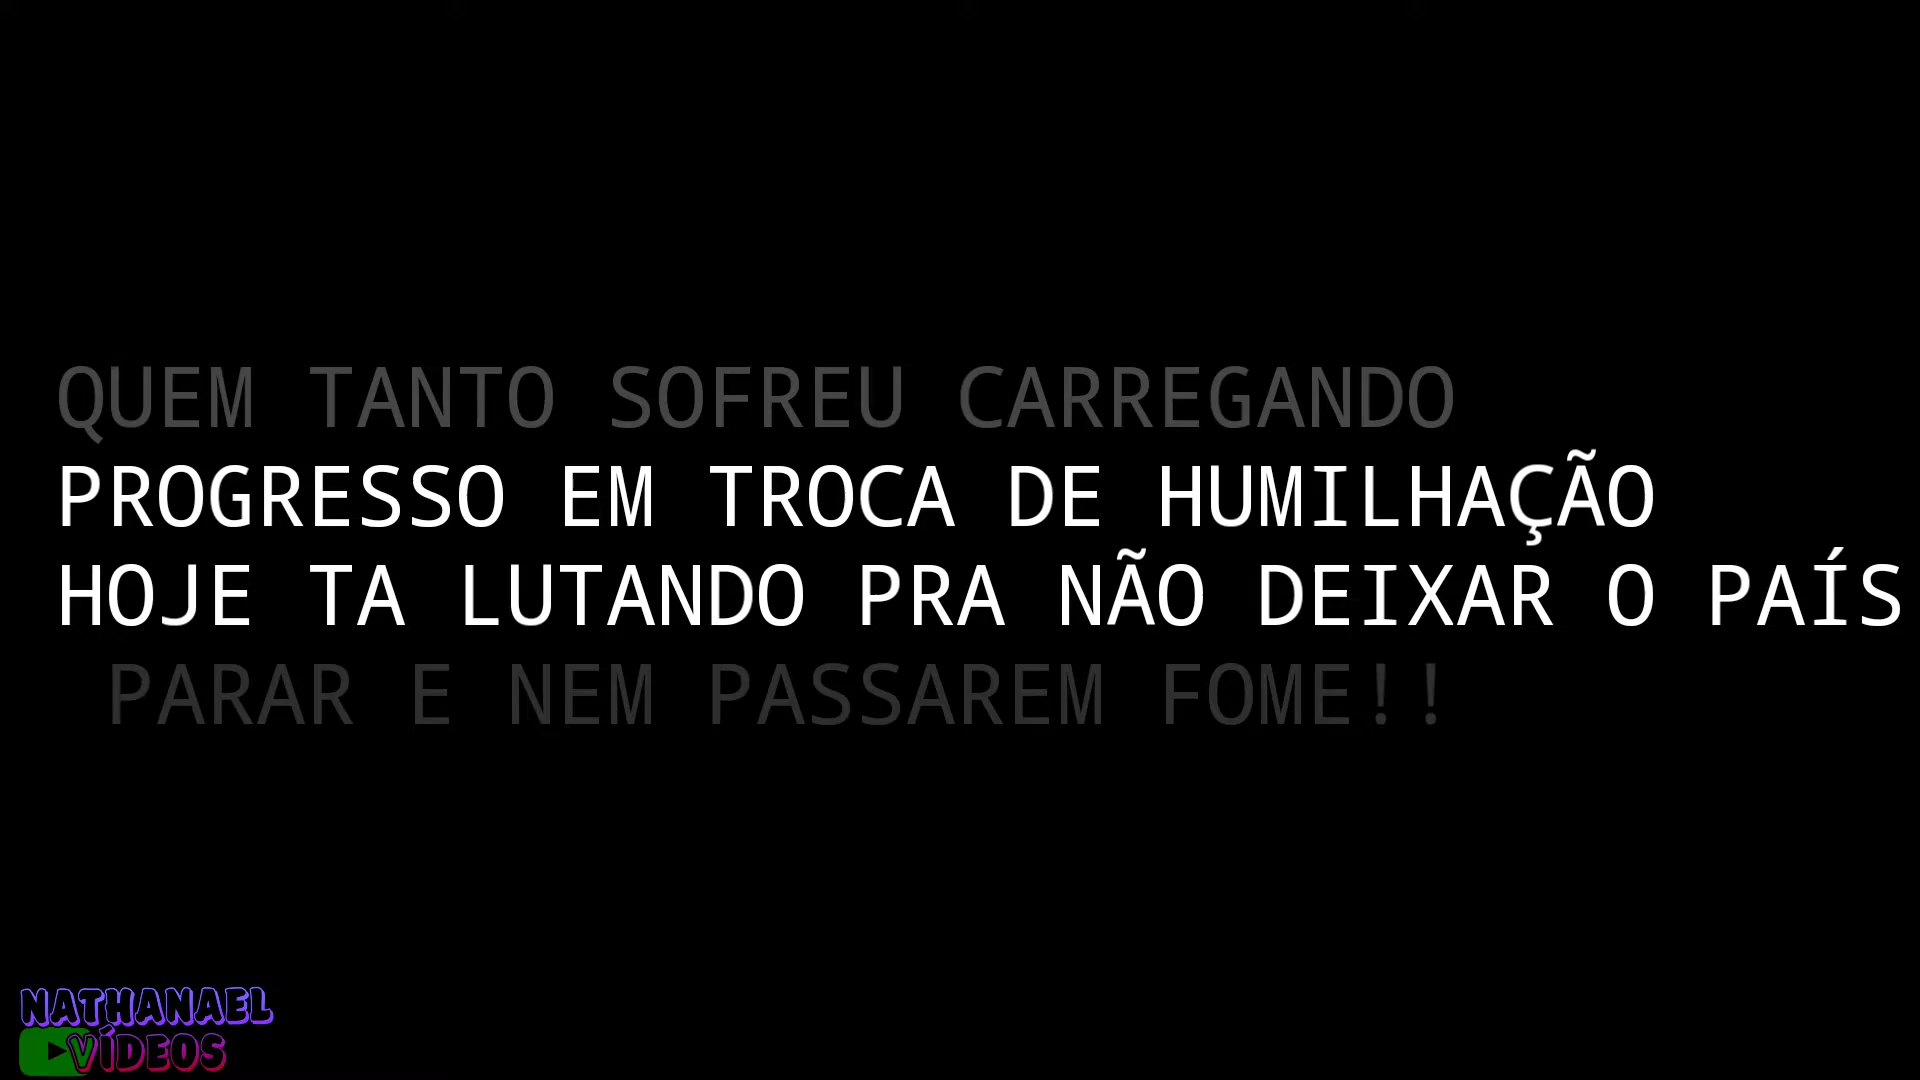 QUEM TANTO SOFREU CARREGANDO
PROGRESSO EM TROCA DE HUMILHAÇÃO
HOJE TA LUTANDO PRA NÃO DEIXAR O PAÍS
PARAR E NEM PASSAREM FOME!!
NATHANAEL
VÍDEOS